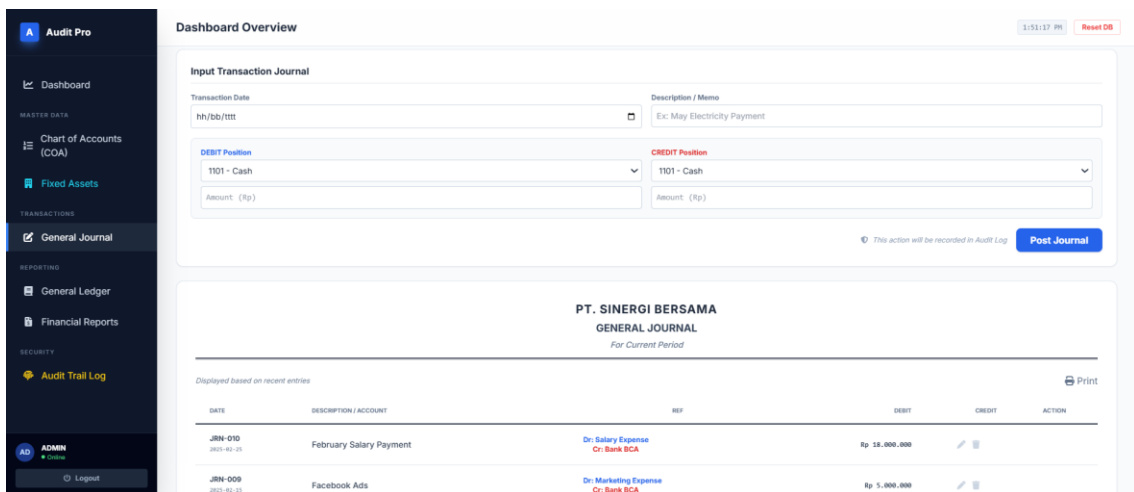 A Audit Pro
Dashboard Overview
1:51:17 PM
Reset DB
Dashboard
MASTER DATA
Chart of Accounts
(COA)
Fixed Assets
TRANSACTIONS
General Journal
REPORTING
General Ledger
Financial Reports
SECURITY
Audit Trail Log
AD
ADMIN
Online
Logout
Input Transaction Journal
Transaction Date
Description / Memo
hh/bb/tttt
Ex: May Electricity Payment
DEBIT Position
CREDIT Position
1101 - Cash
1101 - Cash
Amount (Rp)
Amount (Rp)
This action will be recorded in Audit Log
Post Journal
PT. SINERGI BERSAMA
GENERAL JOURNAL
For Current Period
Displayed based on recent entries
Print
DATE DESCRIPTION / ACCOUNT REF DEBIT CREDIT ACTION
JRN-010
2025-02-25
February Salary Payment
Dr: Salary Expense
Cr: Bank BCA
Rp 18.000.000
JRN-009
2025-02-15
Facebook Ads
Dr: Marketing Expense
Cr: Bank BCA
Rp 5.000.000